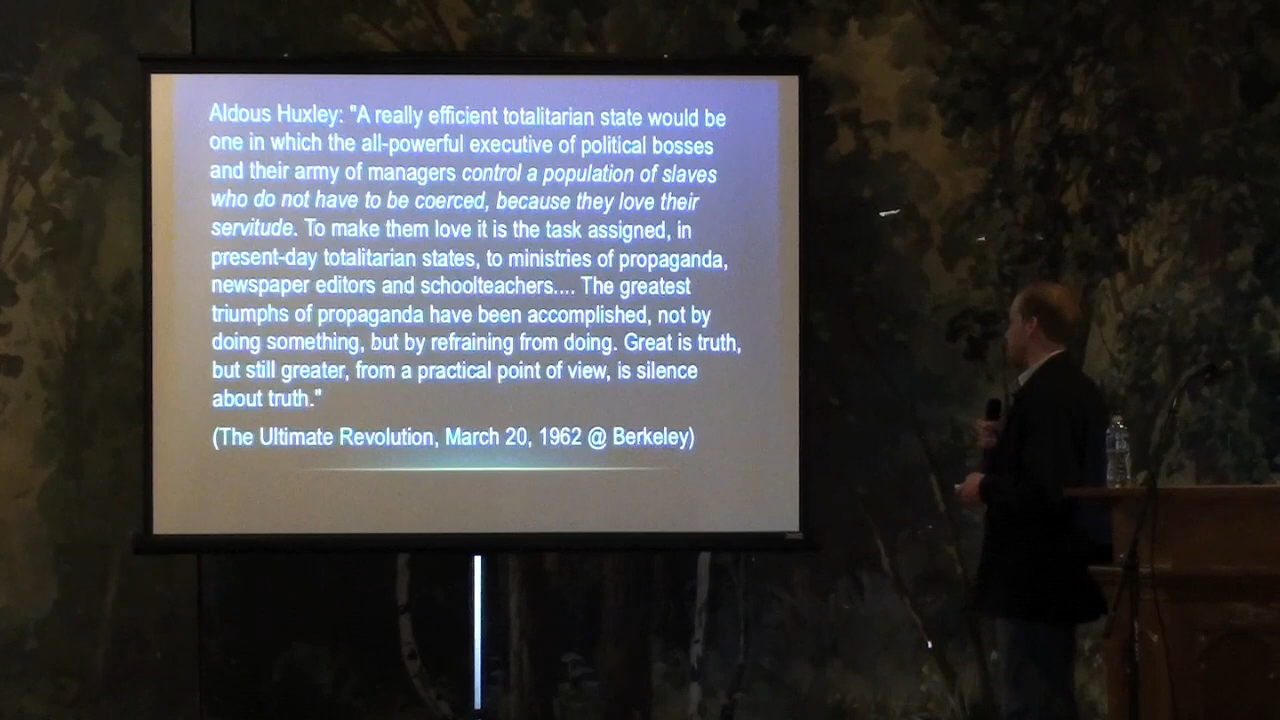 Aldous Huxley: "A really efficient totalitarian state would be
one in which the all-powerful executive of political bosses
and their army of managers control a population of slaves
who do not have to be coerced, because they love their
servitude. To make them love it is the task assigned, in
present-day totalitarian states, to ministries of propaganda,
newspaper editors and schoolteachers.... The greatest
triumphs of propaganda have been accomplished, not by
doing something, but by refraining from doing. Great is truth,
but still greater, from a practical point of view, is silence
about truth."
(The Ultimate Revolution, March 20, 1962 @ Berkeley)